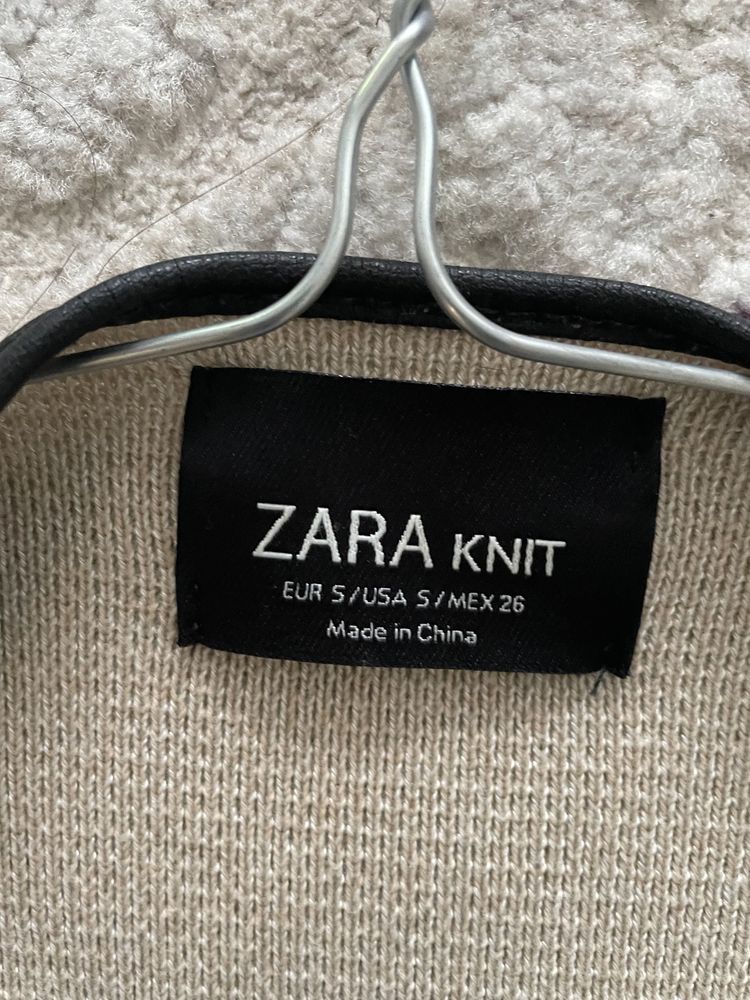 ZARA KNIT
EUR S/USA S/MEX 26
Made in China